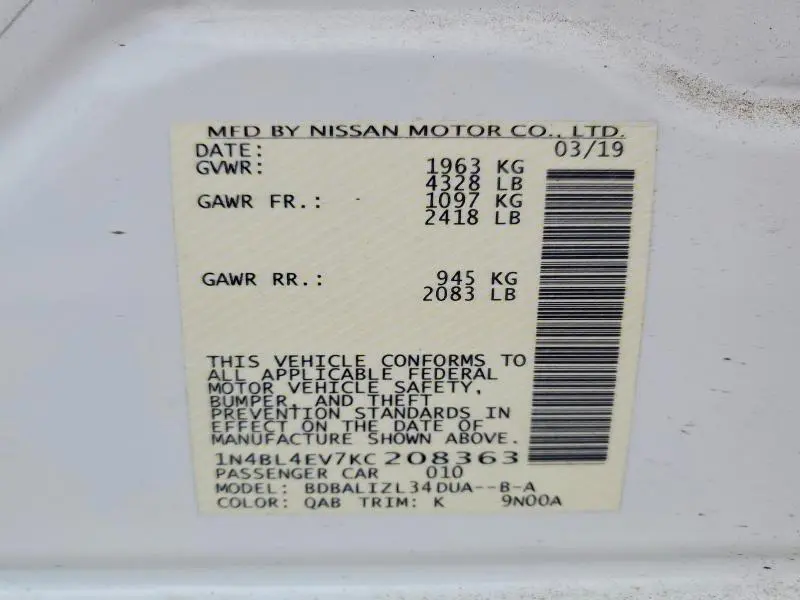 MFD BY NISSAN MOTOR CO., LTD.
DATE: 03/19
GVWR: 1963 KG
4328 LB
GAWR FR.: 1097 KG
2418 LB
GAWR RR.: 945 KG
2083 LB
THIS VEHICLE CONFORMS TO
ALL APPLICABLE FEDERAL
MOTOR VEHICLE SAFETY,
BUMPER, AND THEFT
PREVENTION STANDARDS IN
EFFECT ON THE DATE OF
MANUFACTURE SHOWN ABOVE.
1N4BL4EV7KC208363
PASSENGER CAR 010
MODEL: BDBALIZL34DUA--B-A
COLOR: QAB TRIM: K 9N00A